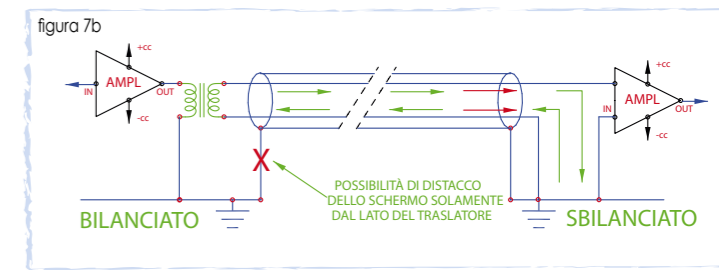 figura 7b
+cc
AMPL
IN
OUT
-cc
+cc
AMPL
IN
OUT
-cc
X
POSSIBILITÀ DI DISTACCO
DELLO SCHERMO SOLAMENTE
DAL LATO DEL TRASLATORE
BILANCIATO
SBILANCIATO